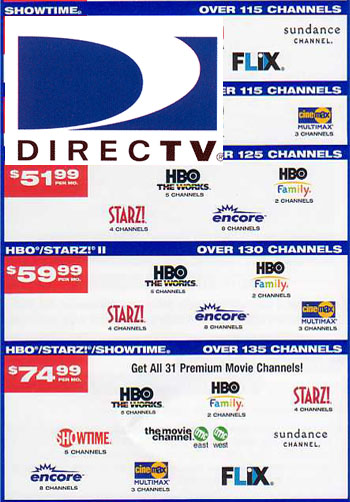 SHOWTIME® OVER 115 CHANNELS
sundance
CHANNEL.
FLiX®
115 CHANNELS
cinemax
MULTIMAX®
3 CHANNELS
DIRECTV®
R 125 CHANNELS
$51.99
PER MO.
HBO
THE WORKS.
5 CHANNELS
HBO
Family.
2 CHANNELS
STARZ!
4 CHANNELS
encore
8 CHANNELS
HBO®/STARZ!® II OVER 130 CHANNELS
$59.99
PER MO.
HBO
THE WORKS.
5 CHANNELS
HBO
Family.
2 CHANNELS
STARZ!
4 CHANNELS
encore
8 CHANNELS
cinemax
MULTIMAX®
3 CHANNELS
HBO®/STARZ!®/SHOWTIME® OVER 135 CHANNELS
$74.99
PER MO.
Get All 31 Premium Movie Channels!
HBO
THE WORKS.
HBO
Family.
2 CHANNELS
STARZ!
4 CHANNELS
SHOWTIME.
the movie channel.
tmc tmc
east west
sundance
CHANNEL.
encore
8 CHANNELS
cinemax
MULTIMAX®
3 CHANNELS
FLiX®